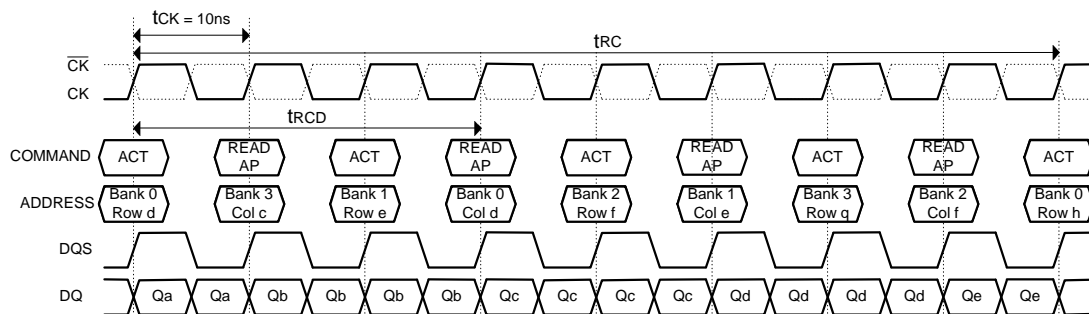 tCK = 10ns
tRC
CK
CK
tRCD
COMMAND ACT READ AP ACT READ AP ACT READ AP ACT READ AP ACT
ADDRESS Bank 0 Row d Bank 3 Col c Bank 1 Row e Bank 0 Col d Bank 2 Row f Bank 1 Col e Bank 3 Row g Bank 2 Col f Bank 0 Row h
DQS
DQ Qa Qa Qb Qb Qb Qb Qc Qc Qc Qc Qd Qd Qd Qd Qe Qe